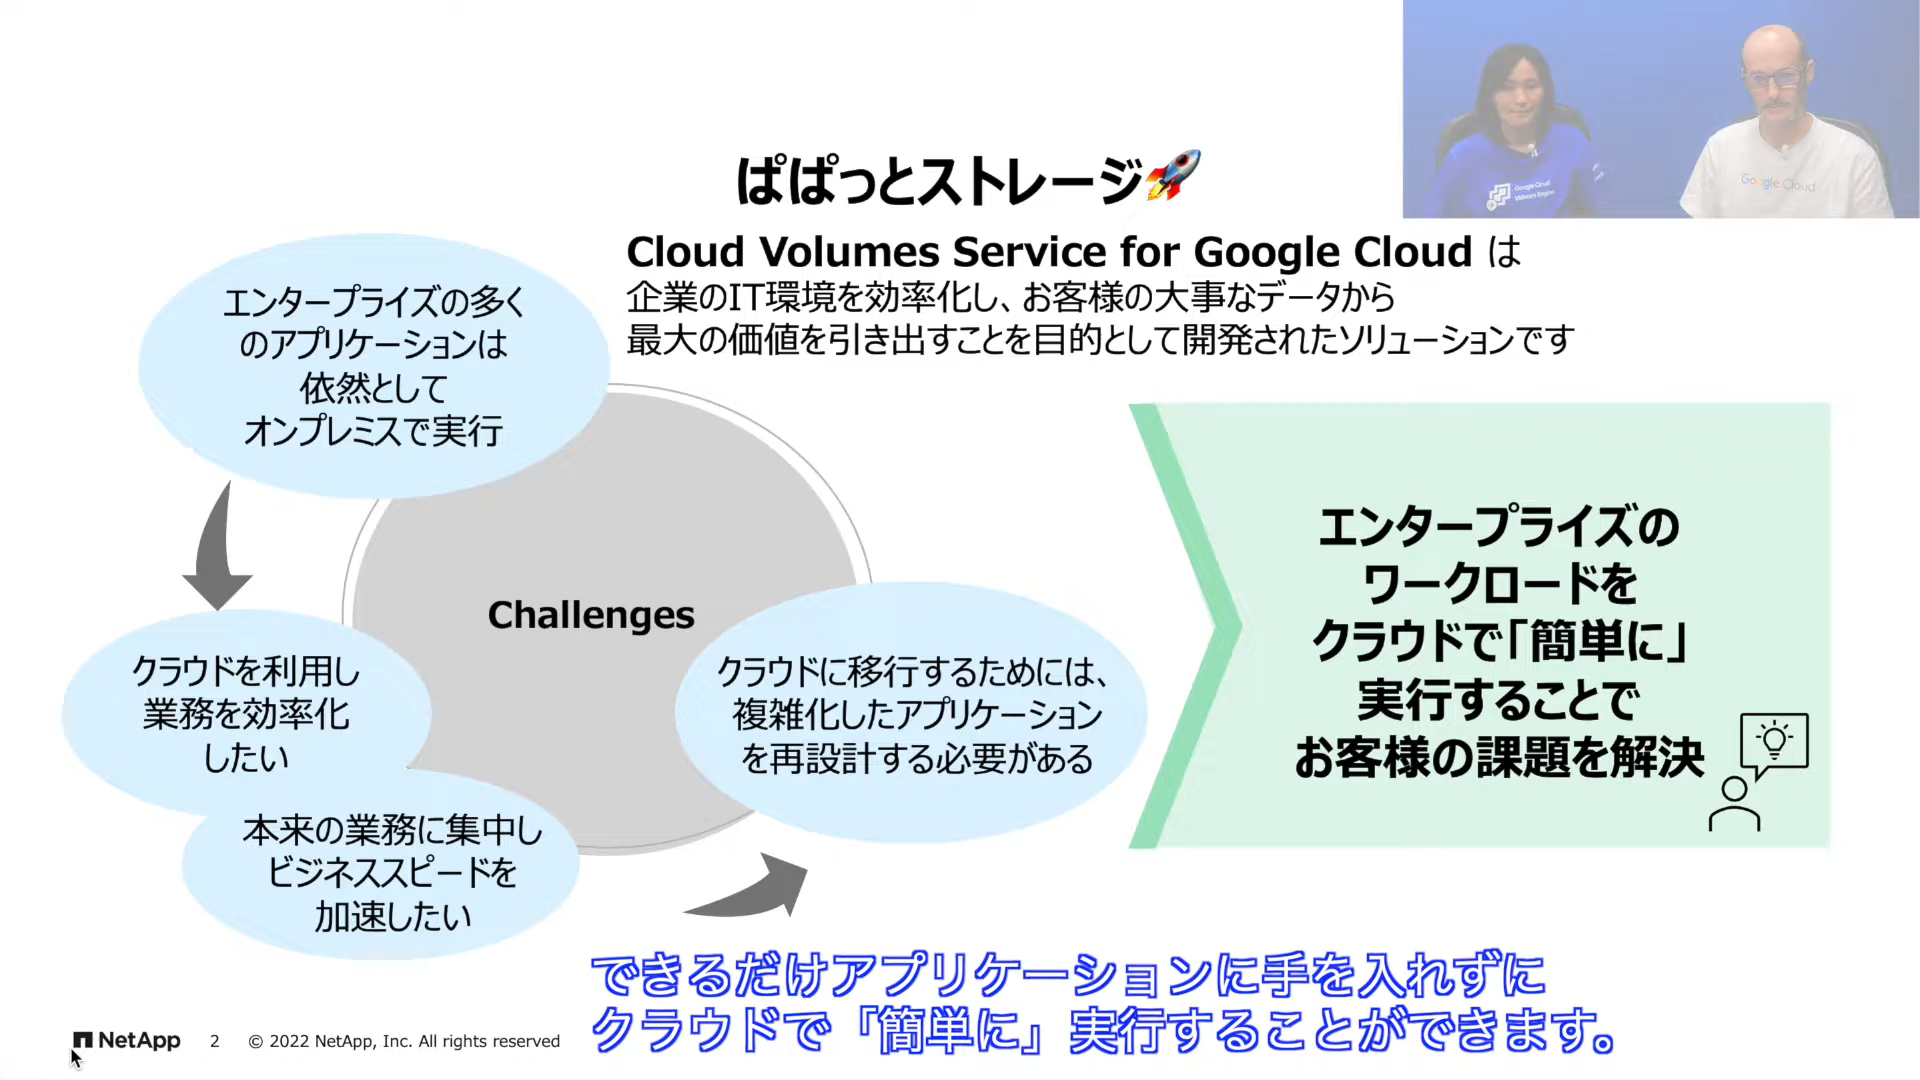 ぱぱっとストレージ🚀
Cloud Volumes Service for Google Cloud は
企業のIT環境を効率化し、お客様の大事なデータから
最大の価値を引き出すことを目的として開発されたソリューションです
エンタープライズの多く
のアプリケーションは
依然として
オンプレミスで実行
Challenges
クラウドを利用し
業務を効率化
したい
本来の業務に集中し
ビジネススピードを
加速したい
クラウドに移行するためには、
複雑化したアプリケーション
を再設計する必要がある
エンタープライズの
ワークロードを
クラウドで「簡単に」
実行することで
お客様の課題を解決
Google Cloud
VMware Engine
Google Cloud
できるだけアプリケーションに手を入れずに
クラウドで「簡単に」実行することができます。
NetApp 2 © 2022 NetApp, Inc. All rights reserved